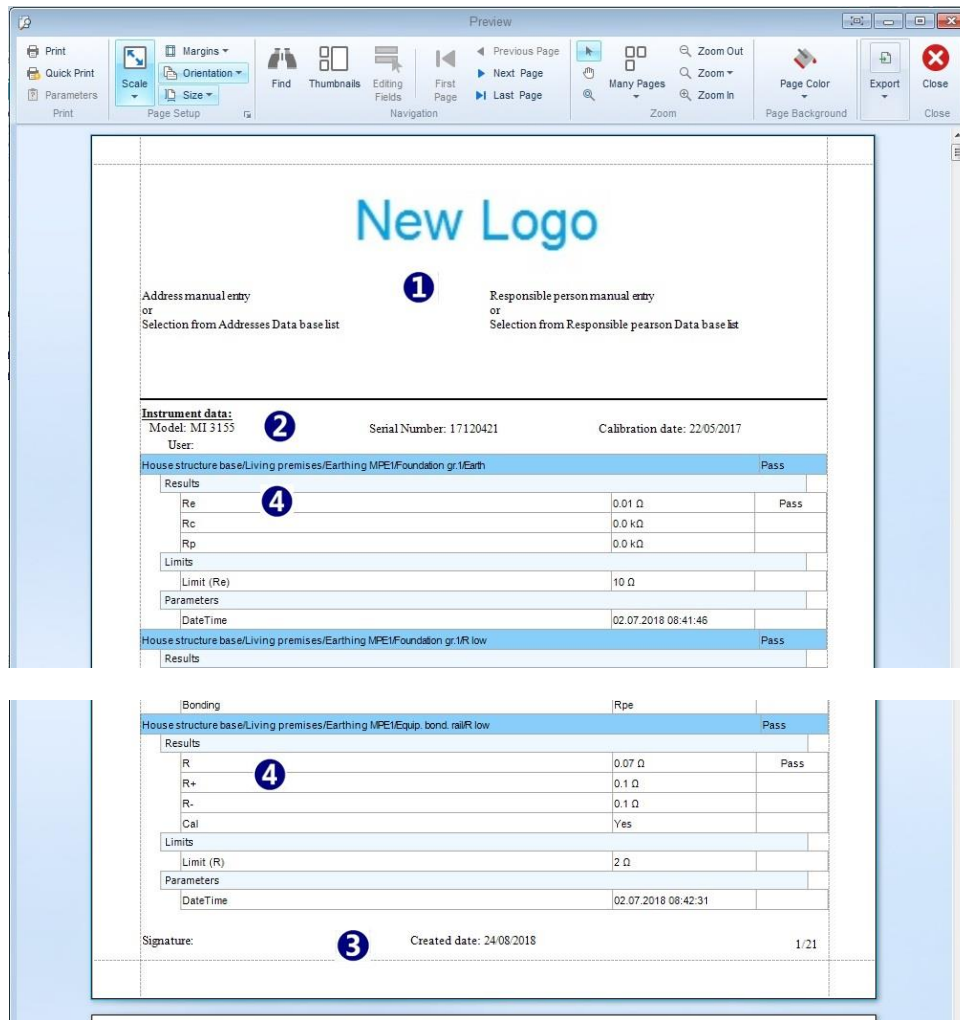 Preview
Print
Quick Print
Parameters
Print
Scale
Margins
Orientation
Size
Page Setup
Find
Thumbnails
Editing Fields
First Page
Previous Page
Next Page
Last Page
Navigation
Many Pages
Zoom Out
Zoom
Zoom In
Zoom
Page Color
Page Background
Export
Close
Close
New Logo
1
Address manual entry
or
Selection from Addresses Data base list
Responsible person manual entry
or
Selection from Responsible pearson Data base list
Instrument data:
2
Model: MI 3155 Serial Number: 17120421 Calibration date: 22/05/2017
User:
House structure base/Living premises/Earthing MPE1/Foundation gr.1/Earth Pass
Results
4
Re 0.01 Ω Pass
Rc 0.0 kΩ
Rp 0.0 kΩ
Limits
Limit (Re) 10 Ω
Parameters
DateTime 02.07.2018 08:41:46
House structure base/Living premises/Earthing MPE1/Foundation gr.1/R low Pass
Results
Bonding Rpe
House structure base/Living premises/Earthing MPE1/Equip. bond. rail/R low Pass
Results
R 0.07 Ω Pass
4
R+ 0.1 Ω
R- 0.1 Ω
Cal Yes
Limits
Limit (R) 2 Ω
Parameters
DateTime 02.07.2018 08:42:31
Signature: 3 Created date: 24/08/2018 1/21